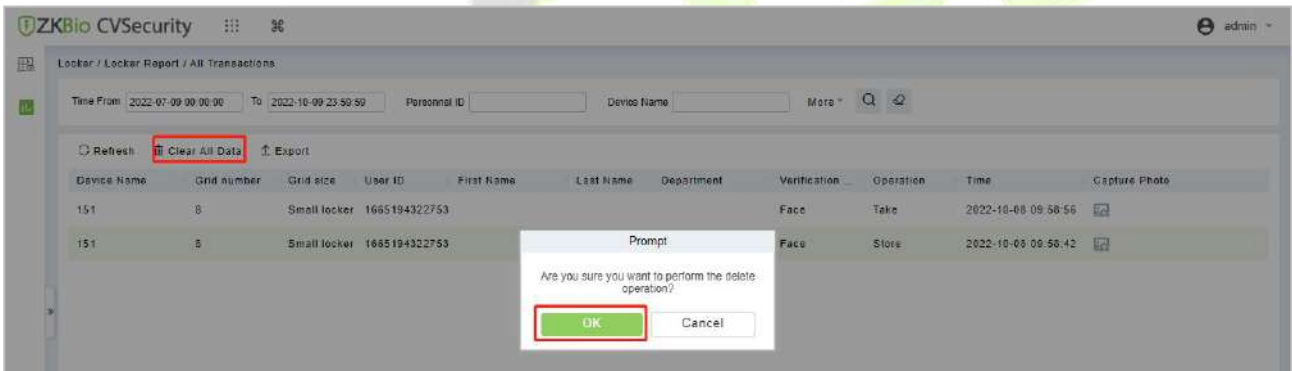 ZKBio CVSecurity admin
Locker / Locker Report / All Transactions
Time From 2022-07-09 00:00:00 To 2022-10-09 23:59:59 Personnel ID Device Name More
Refresh Clear All Data Export
Device Name Grid number Grid size User ID First Name Last Name Department Verification ... Operation Time Capture Photo
151 8 Small locker 1665194322753 Face Take 2022-10-08 09:58:56
151 8 Small locker 1665194322753 Face Store 2022-10-08 09:58:42
Prompt
Are you sure you want to perform the delete
operation?
OK Cancel